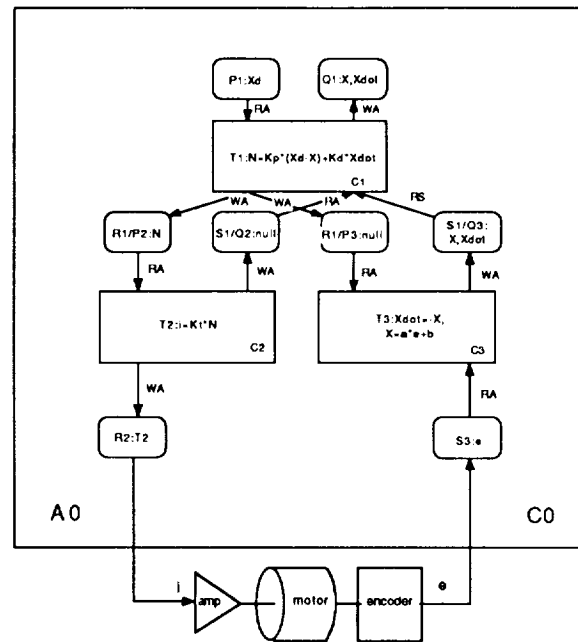 P1:Xd
Q1:X,Xdot
RA
WA
T1:N=Kp*(Xd-X)+Kd*Xdot
C1
WA
WA
RA
RS
R1/P2:N
S1/Q2:null
R1/P3:null
S1/Q3:
X,Xdot
RA
WA
RA
WA
T2:i=Kt*N
C2
T3:Xdot=-X,
X=a*e+b
C3
WA
RA
R2:T2
S3:e
A0
C0
i
amp
motor
encoder
e